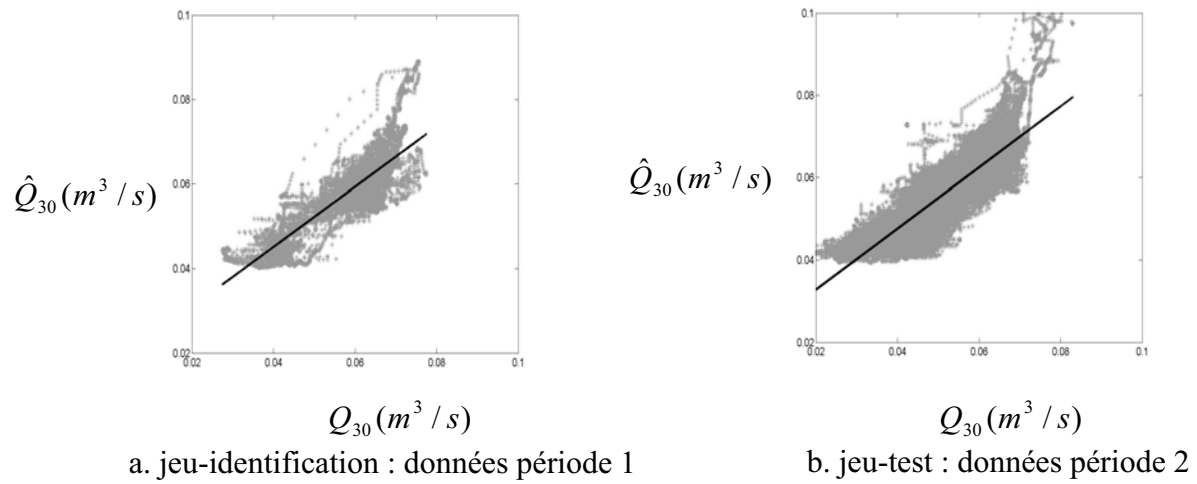 0.1
0.08
0.06
0.04
0.02
0.02 0.04 0.06 0.08 0.1
Q̂₃₀ (m³ / s)
Q₃₀ (m³ / s)
a. jeu-identification : données période 1
0.1
0.08
0.06
0.04
0.02
0.02 0.04 0.06 0.08 0.1
Q̂₃₀ (m³ / s)
Q₃₀ (m³ / s)
b. jeu-test : données période 2